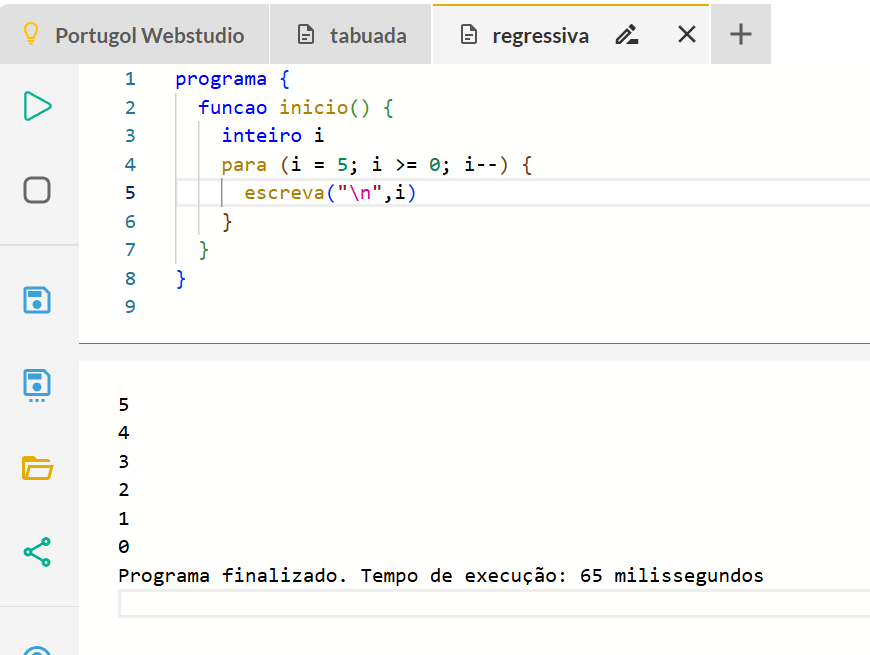 Portugol Webstudio tabuada regressiva
1 programa {
2 funcao inicio() {
3 inteiro i
4 para (i = 5; i >= 0; i--) {
5 escreva("\n",i)
6 }
7 }
8 }
9
5
4
3
2
1
0
Programa finalizado. Tempo de execução: 65 milissegundos